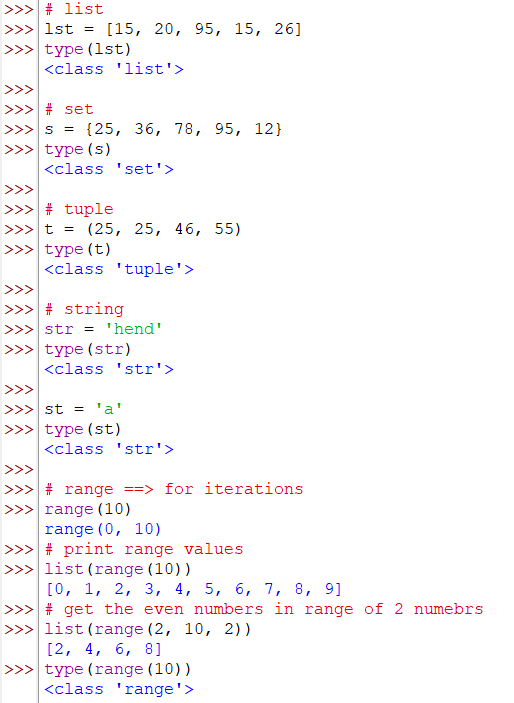 >>> # list
>>> lst = [15, 20, 95, 15, 26]
>>> type(lst)
<class 'list'>
>>>
>>> # set
>>> s = {25, 36, 78, 95, 12}
>>> type(s)
<class 'set'>
>>>
>>> # tuple
>>> t = (25, 25, 46, 55)
>>> type(t)
<class 'tuple'>
>>>
>>> # string
>>> str = 'hend'
>>> type(str)
<class 'str'>
>>>
>>> st = 'a'
>>> type(st)
<class 'str'>
>>>
>>> # range ==> for iterations
>>> range(10)
range(0, 10)
>>> # print range values
>>> list(range(10))
[0, 1, 2, 3, 4, 5, 6, 7, 8, 9]
>>> # get the even numbers in range of 2 numebrs
>>> list(range(2, 10, 2))
[2, 4, 6, 8]
>>> type(range(10))
<class 'range'>